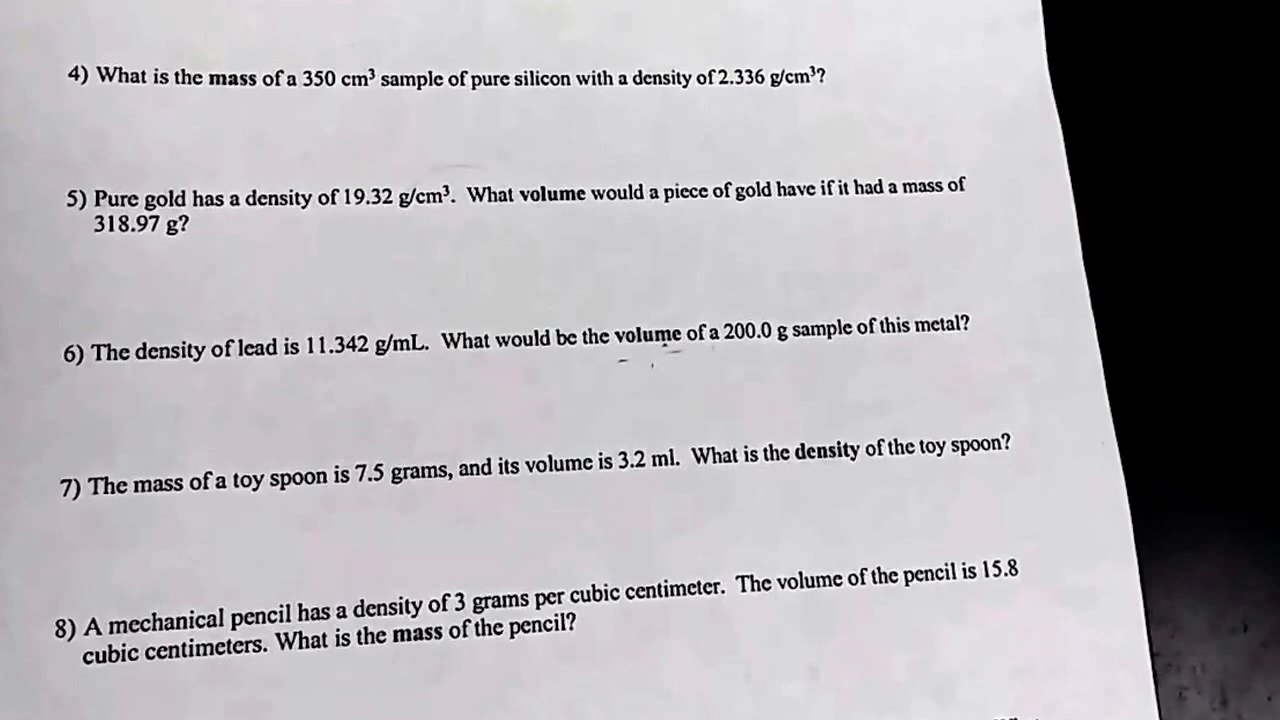 4) What is the mass of a 350 cm³ sample of pure silicon with a density of 2.336 g/cm³?
5) Pure gold has a density of 19.32 g/cm³. What volume would a piece of gold have if it had a mass of
318.97 g?
6) The density of lead is 11.342 g/mL. What would be the volume of a 200.0 g sample of this metal?
7) The mass of a toy spoon is 7.5 grams, and its volume is 3.2 ml. What is the density of the toy spoon?
8) A mechanical pencil has a density of 3 grams per cubic centimeter. The volume of the pencil is 15.8
cubic centimeters. What is the mass of the pencil?